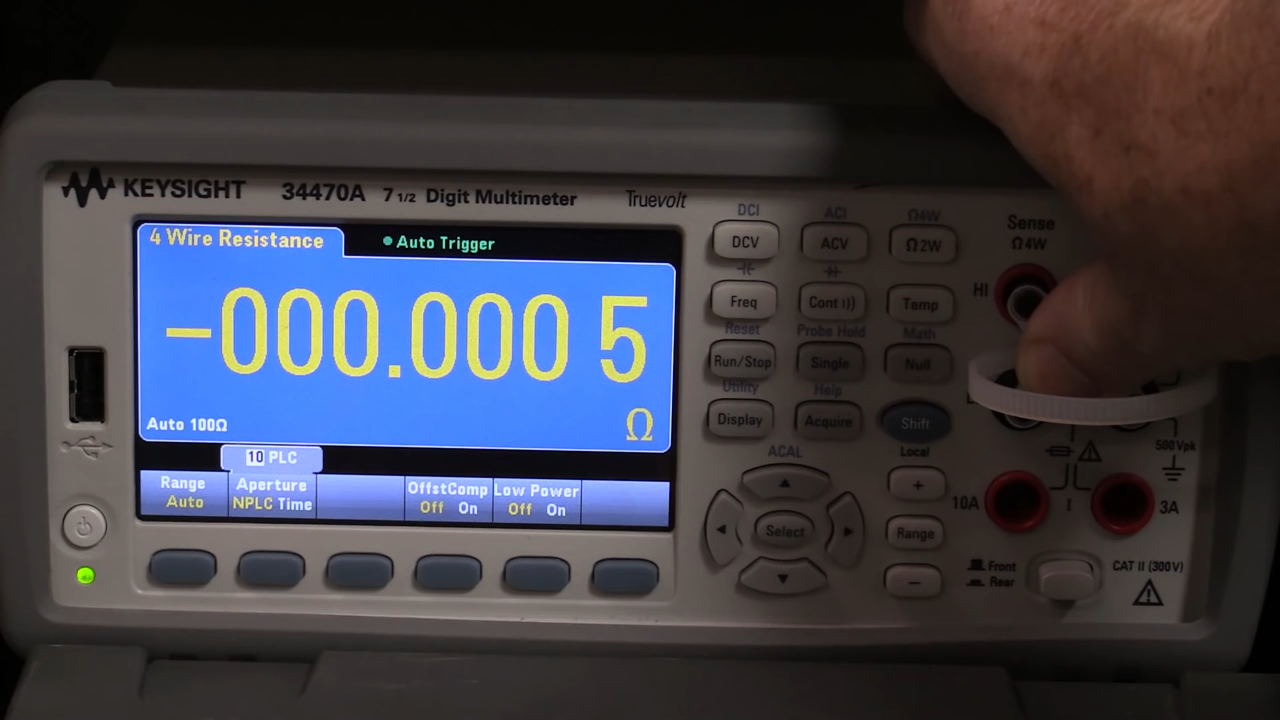 KEYSIGHT 34470A 7 1/2 Digit Multimeter Truevolt
4 Wire Resistance
Auto Trigger
-000.000 5
Auto 100Ω
Ω
10 PLC
Range
Auto
Aperture
NPLC Time
OffstComp
Off On
Low Power
Off On
DCI ACI Ω4W
DCV ACV Ω2W
Freq Cont Temp
Reset Probe Hold Math
Run/Stop Single Null
Utility Help
Display Acquire Shift
ACAL Local
+
Select
Range
−
Sense
Ω4W
HI
500Vpk
10A I 3A
Front
Rear
CAT II (300V)